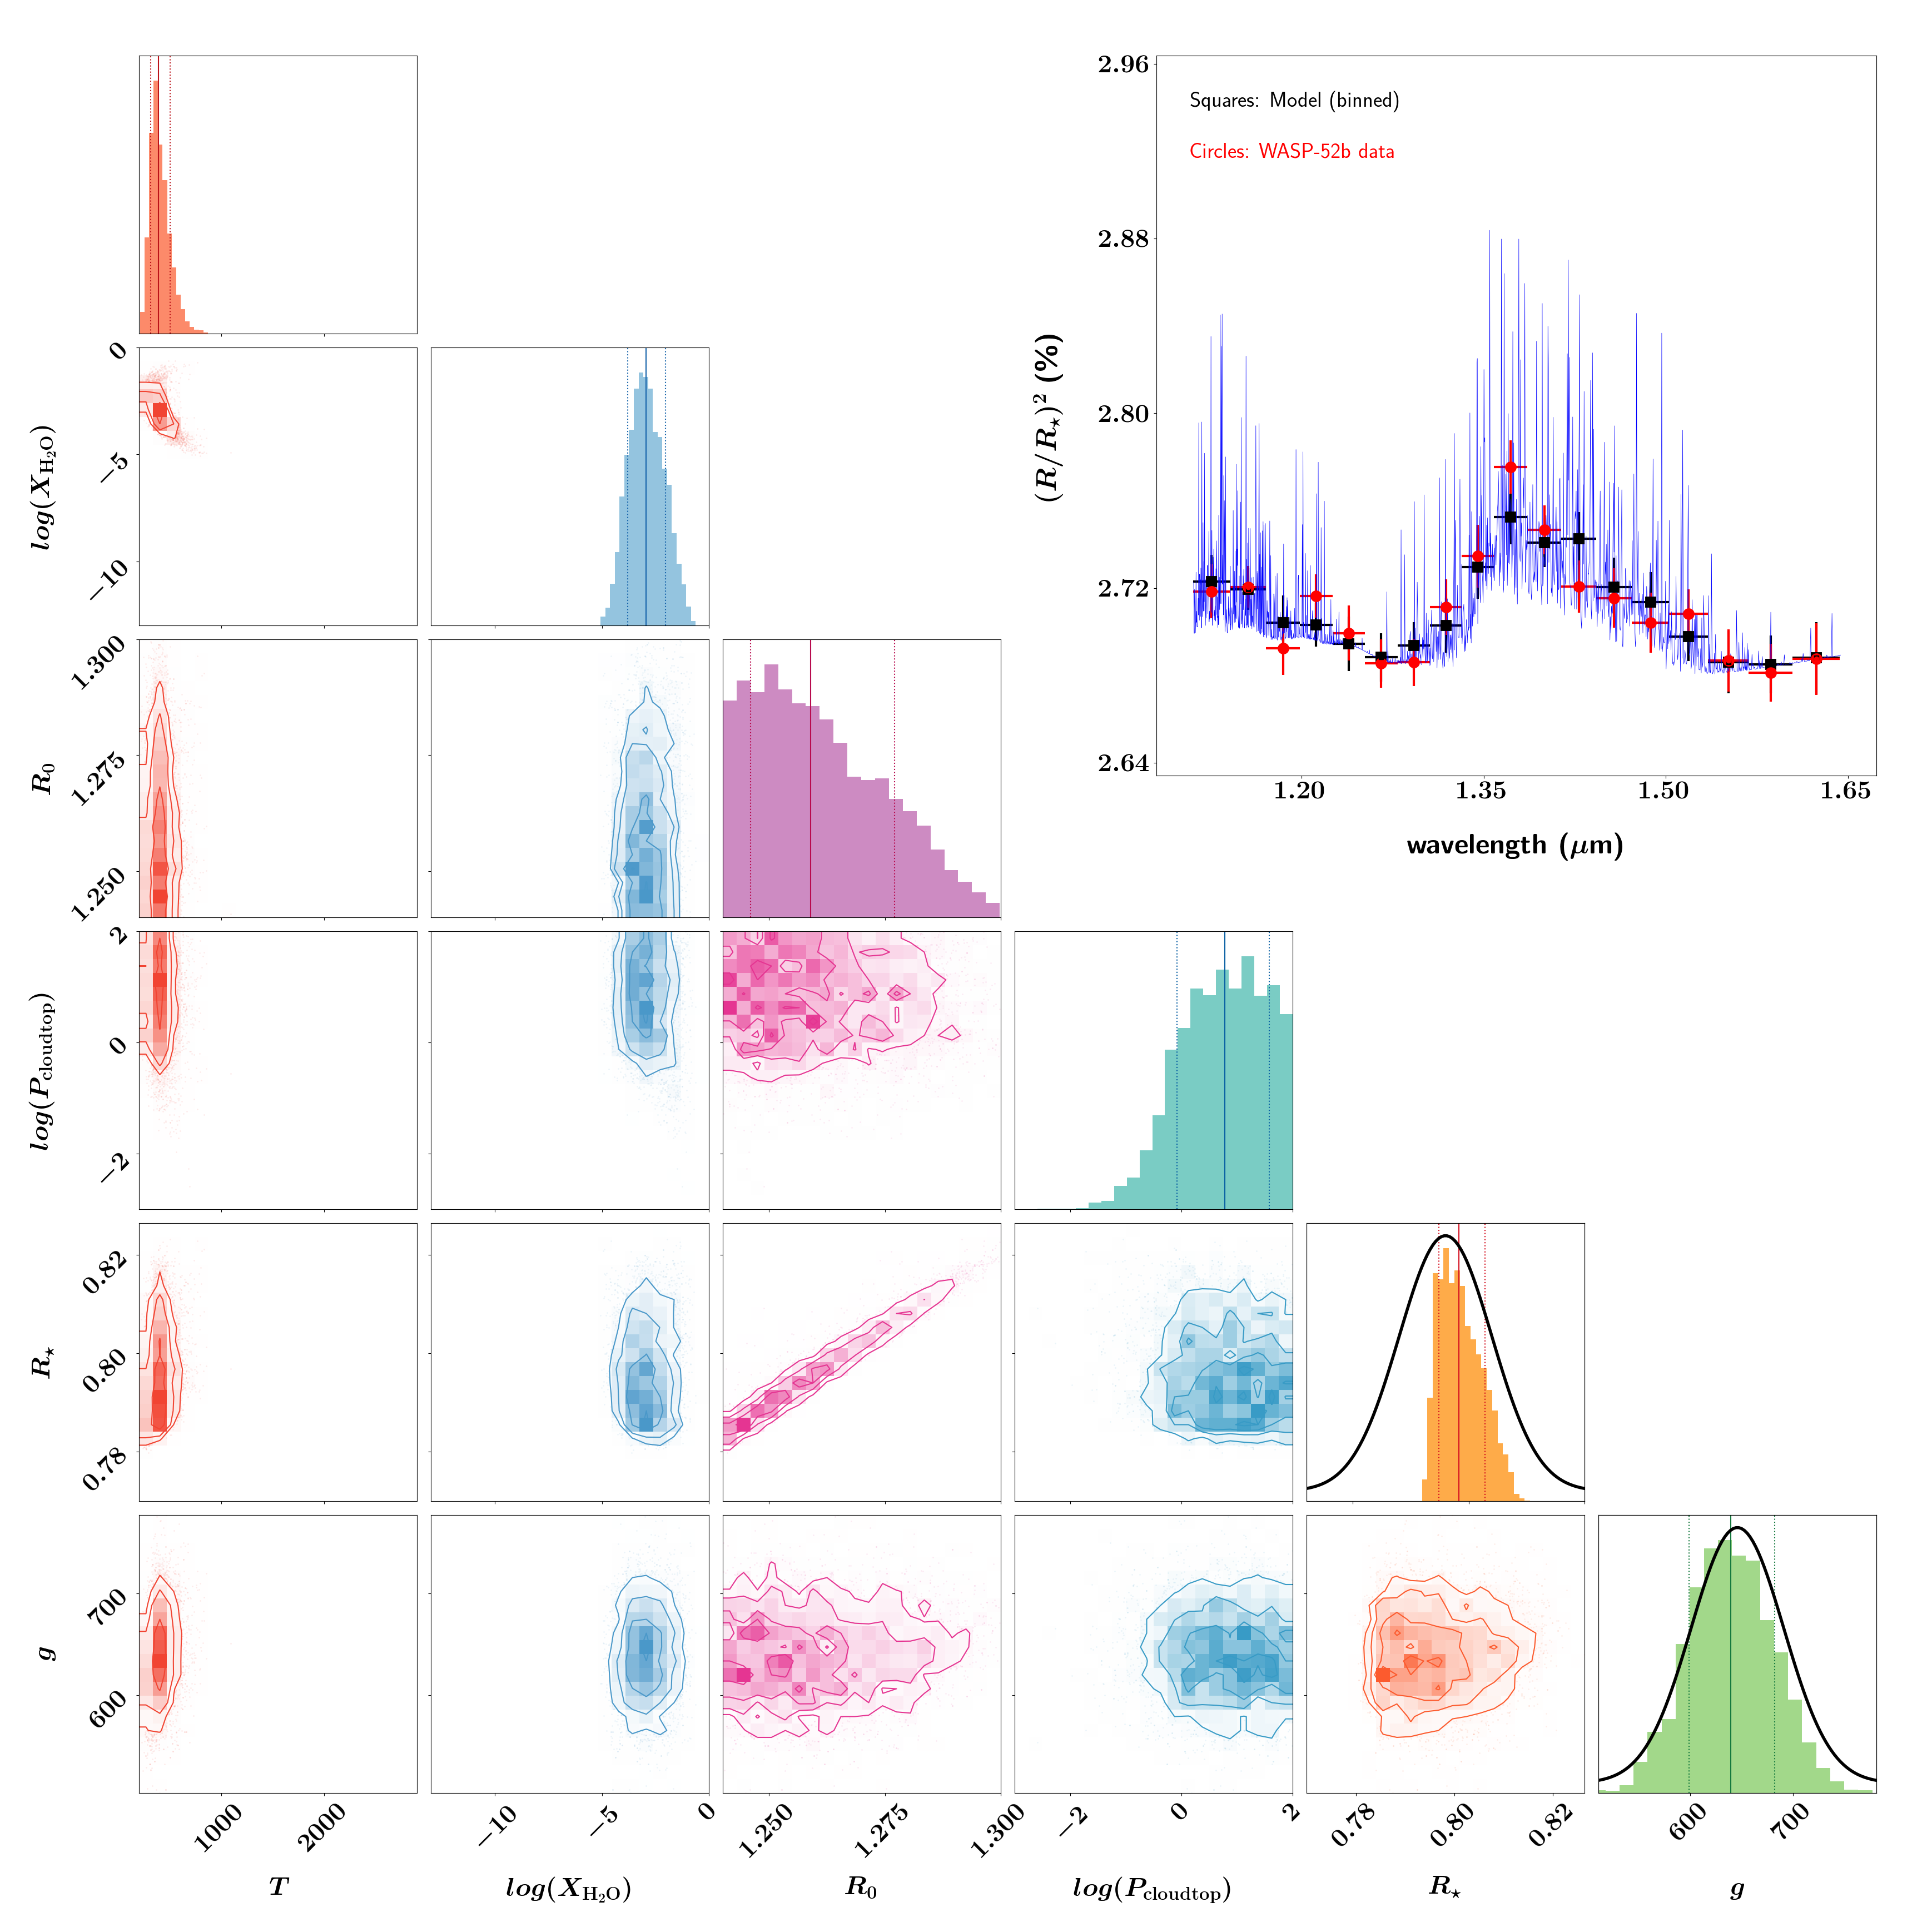 2.96
Squares: Model (binned)
Circles: WASP-52b data
2.88
2.80
2.72
2.64
(R/R⋆)² (%)
1.20 1.35 1.50 1.65
wavelength (μm)
0
−5
−10
log(X_H₂O)
1.300
1.275
1.250
R₀
2
0
−2
log(P_cloudtop)
0.82
0.80
0.78
R⋆
700
600
g
1000 2000 −10 −5 0 1.250 1.275 1.300 −2 0 2 0.78 0.80 0.82 600 700
T log(X_H₂O) R₀ log(P_cloudtop) R⋆ g